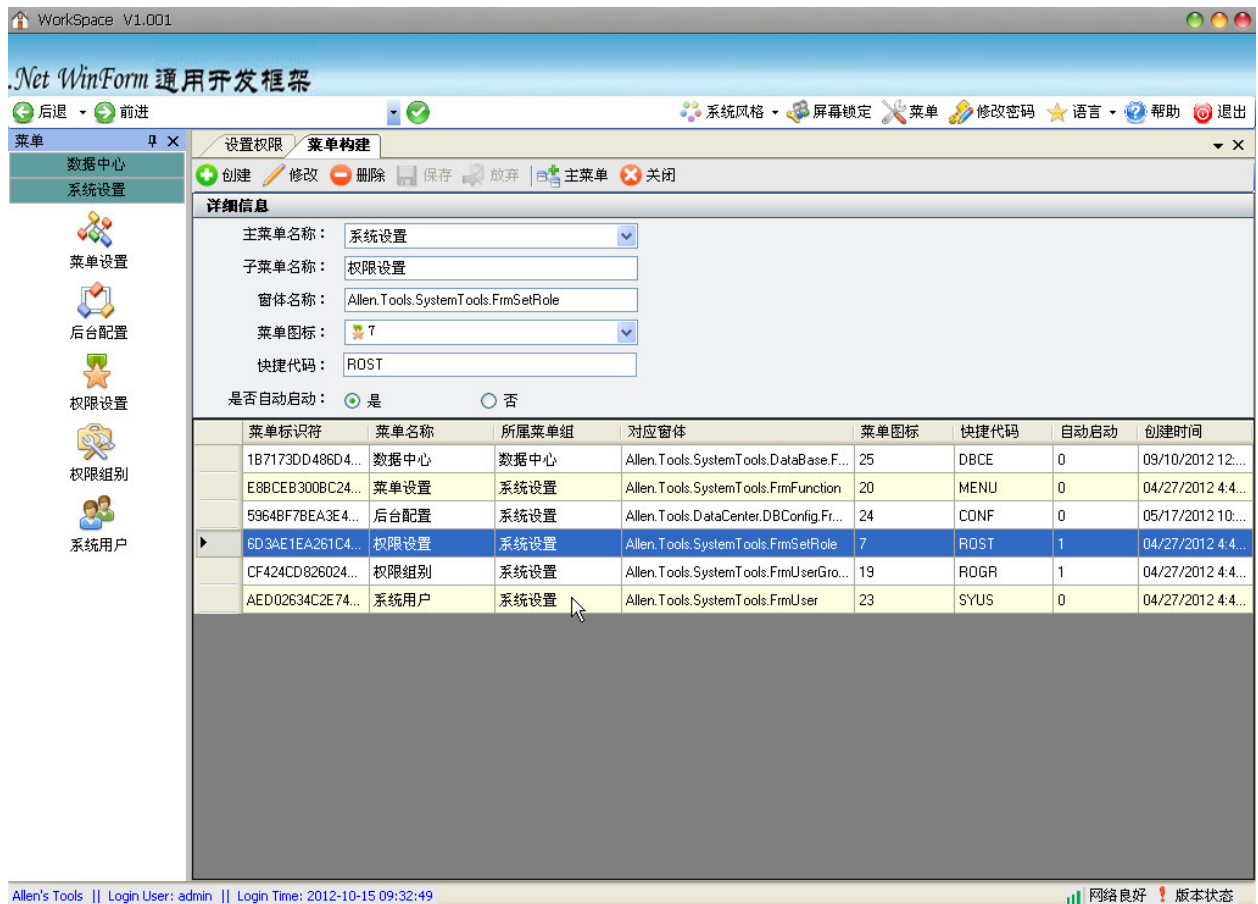 WorkSpace V1.001
.Net WinForm 通用开发框架
后退 前进 系统风格 屏幕锁定 菜单 修改密码 语言 帮助 退出
菜单
数据中心
系统设置
菜单设置
后台配置
权限设置
权限组别
系统用户
设置权限 菜单构建
创建 修改 删除 保存 放弃 主菜单 关闭
详细信息
主菜单名称： 系统设置
子菜单名称： 权限设置
窗体名称： Allen.Tools.SystemTools.FrmSetRole
菜单图标： 7
快捷代码： ROST
是否自动启动： 是 否
菜单标识符 菜单名称 所属菜单组 对应窗体 菜单图标 快捷代码 自动启动 创建时间
1B7173DD486D4... 数据中心 数据中心 Allen.Tools.SystemTools.DataBase.F... 25 DBCE 0 09/10/2012 12:...
E8BCEB300BC24... 菜单设置 系统设置 Allen.Tools.SystemTools.FrmFunction 20 MENU 0 04/27/2012 4:4...
5964BF7BEA3E4... 后台配置 系统设置 Allen.Tools.DataCenter.DBConfig.Fr... 24 CONF 0 05/17/2012 10:...
6D3AE1EA261C4... 权限设置 系统设置 Allen.Tools.SystemTools.FrmSetRole 7 ROST 1 04/27/2012 4:4...
CF424CD826024... 权限组别 系统设置 Allen.Tools.SystemTools.FrmUserGro... 19 ROGR 1 04/27/2012 4:4...
AED02634C2E74... 系统用户 系统设置 Allen.Tools.SystemTools.FrmUser 23 SYUS 0 04/27/2012 4:4...
Allen's Tools || Login User: admin || Login Time: 2012-10-15 09:32:49 网络良好 版本状态